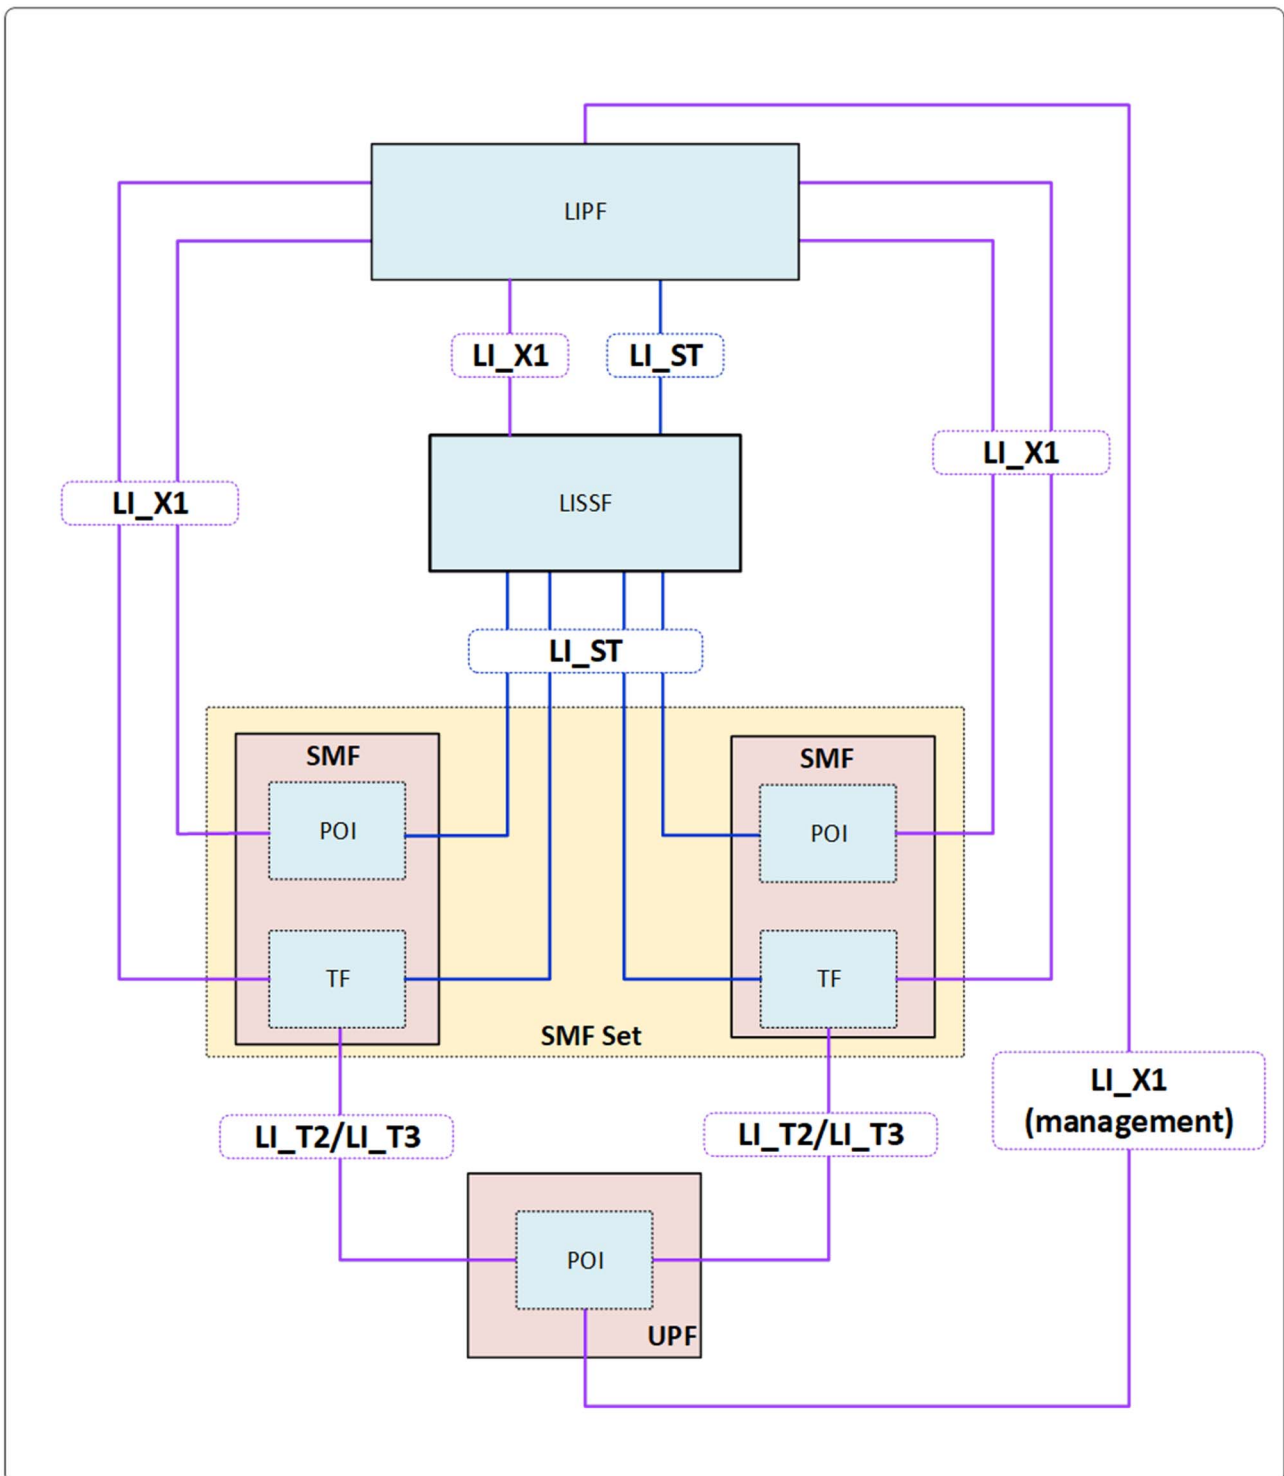 LIPF
LI_X1
LI_ST
LI_X1
LISSF
LI_X1
LI_ST
SMF
SMF
POI
POI
TF
TF
SMF Set
LI_X1
(management)
LI_T2/LI_T3
LI_T2/LI_T3
POI
UPF